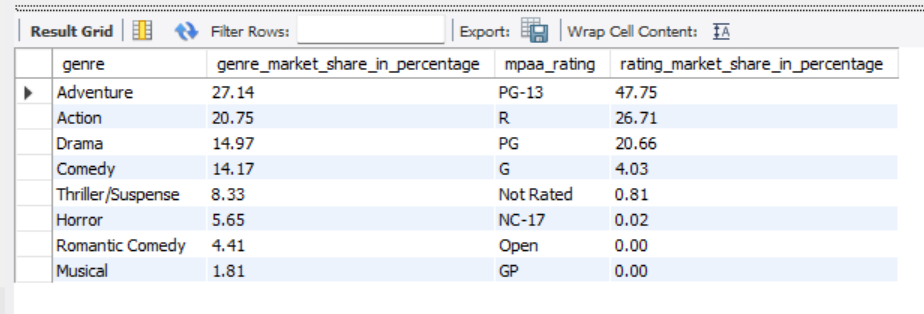 Result Grid Filter Rows: Export: Wrap Cell Content: IA
genre genre_market_share_in_percentage mpaa_rating rating_market_share_in_percentage
Adventure 27.14 PG-13 47.75
Action 20.75 R 26.71
Drama 14.97 PG 20.66
Comedy 14.17 G 4.03
Thriller/Suspense 8.33 Not Rated 0.81
Horror 5.65 NC-17 0.02
Romantic Comedy 4.41 Open 0.00
Musical 1.81 GP 0.00